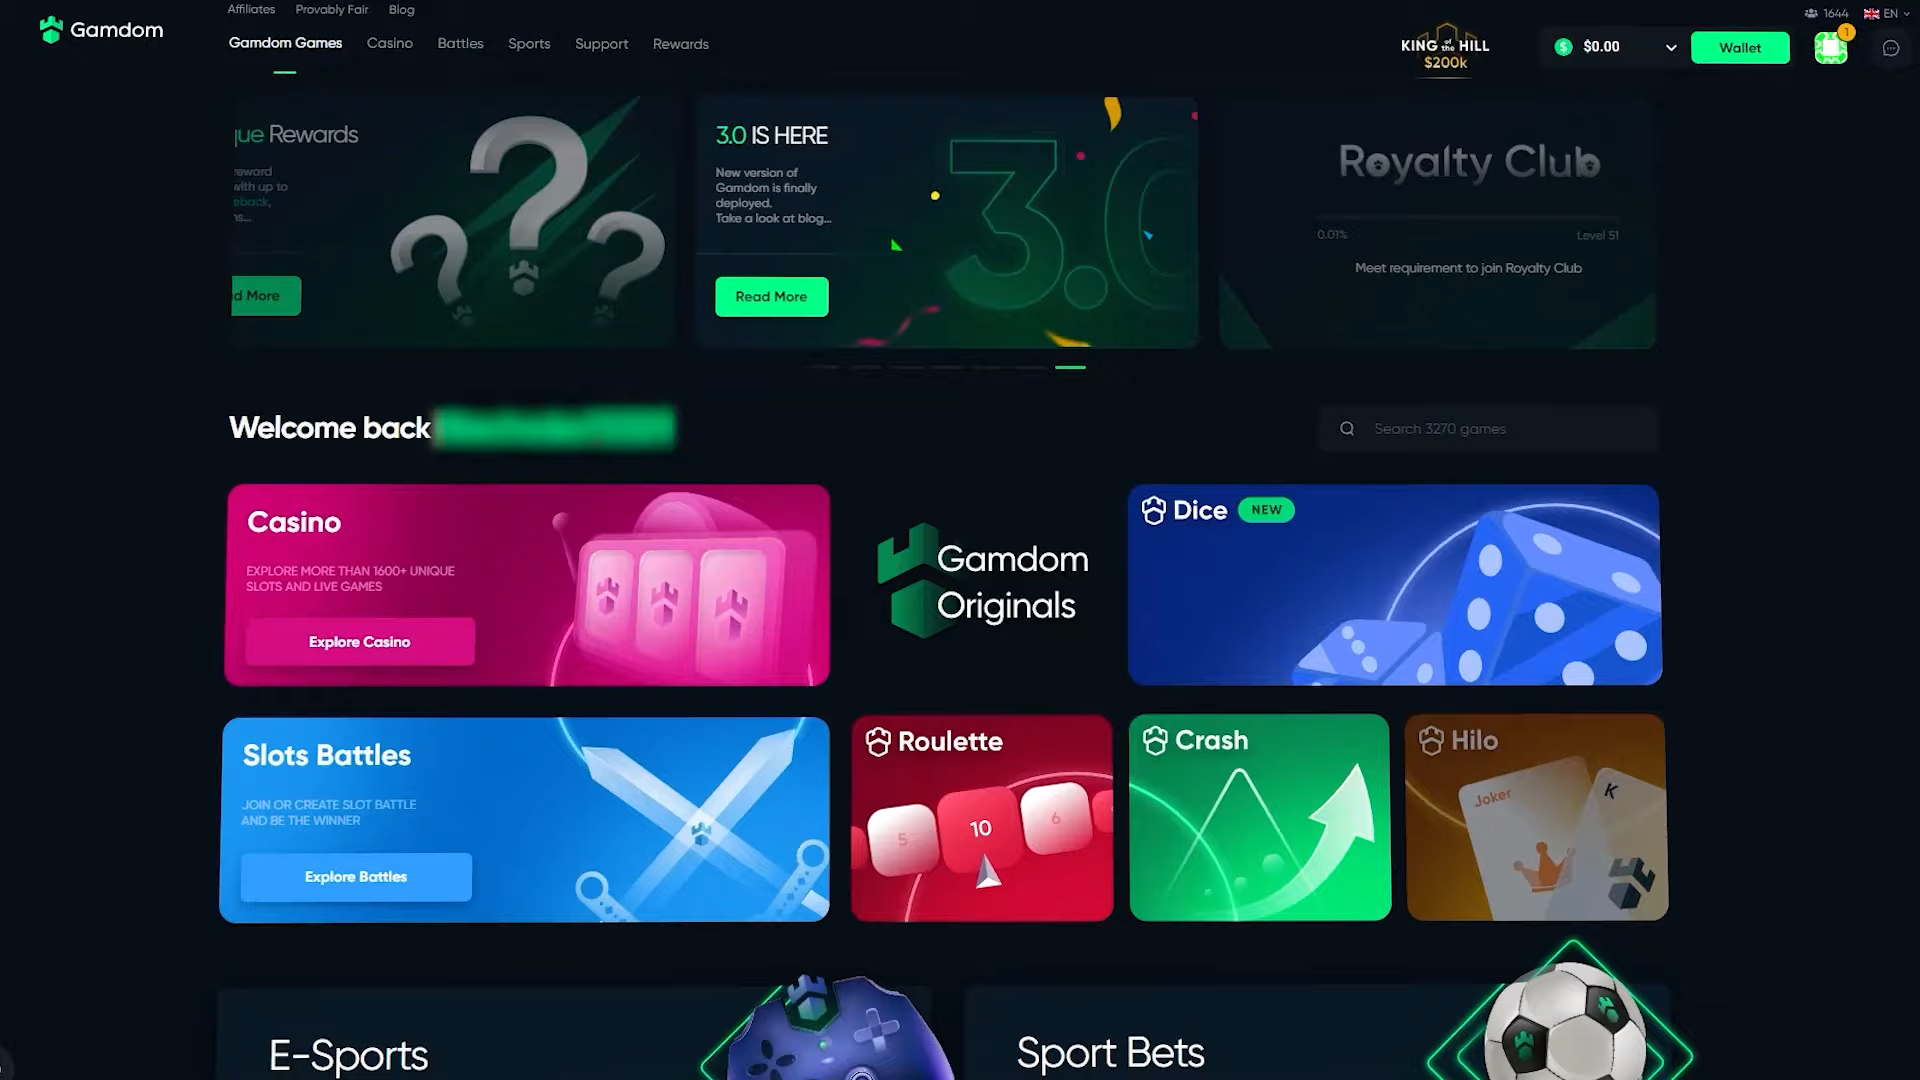 Affiliates Provably Fair Blog
1644 EN
Gamdom
Gamdom Games Casino Battles Sports Support Rewards
KING of the HILL
$200k
$ $0.00
Wallet
1
que Rewards
reward
with up to
eback,
d More
3.0 IS HERE
New version of
Gamdom is finally
deployed.
Take a look at blog...
Read More
3.0
Royalty Club
0.01% Level 51
Meet requirement to join Royalty Club
Welcome back
Search 3270 games
Casino
EXPLORE MORE THAN 1600+ UNIQUE
SLOTS AND LIVE GAMES
Explore Casino
Gamdom
Originals
Dice NEW
Slots Battles
JOIN OR CREATE SLOT BATTLE
AND BE THE WINNER
Explore Battles
Roulette
5 10 6
Crash
Hilo
Joker K
E-Sports
Sport Bets